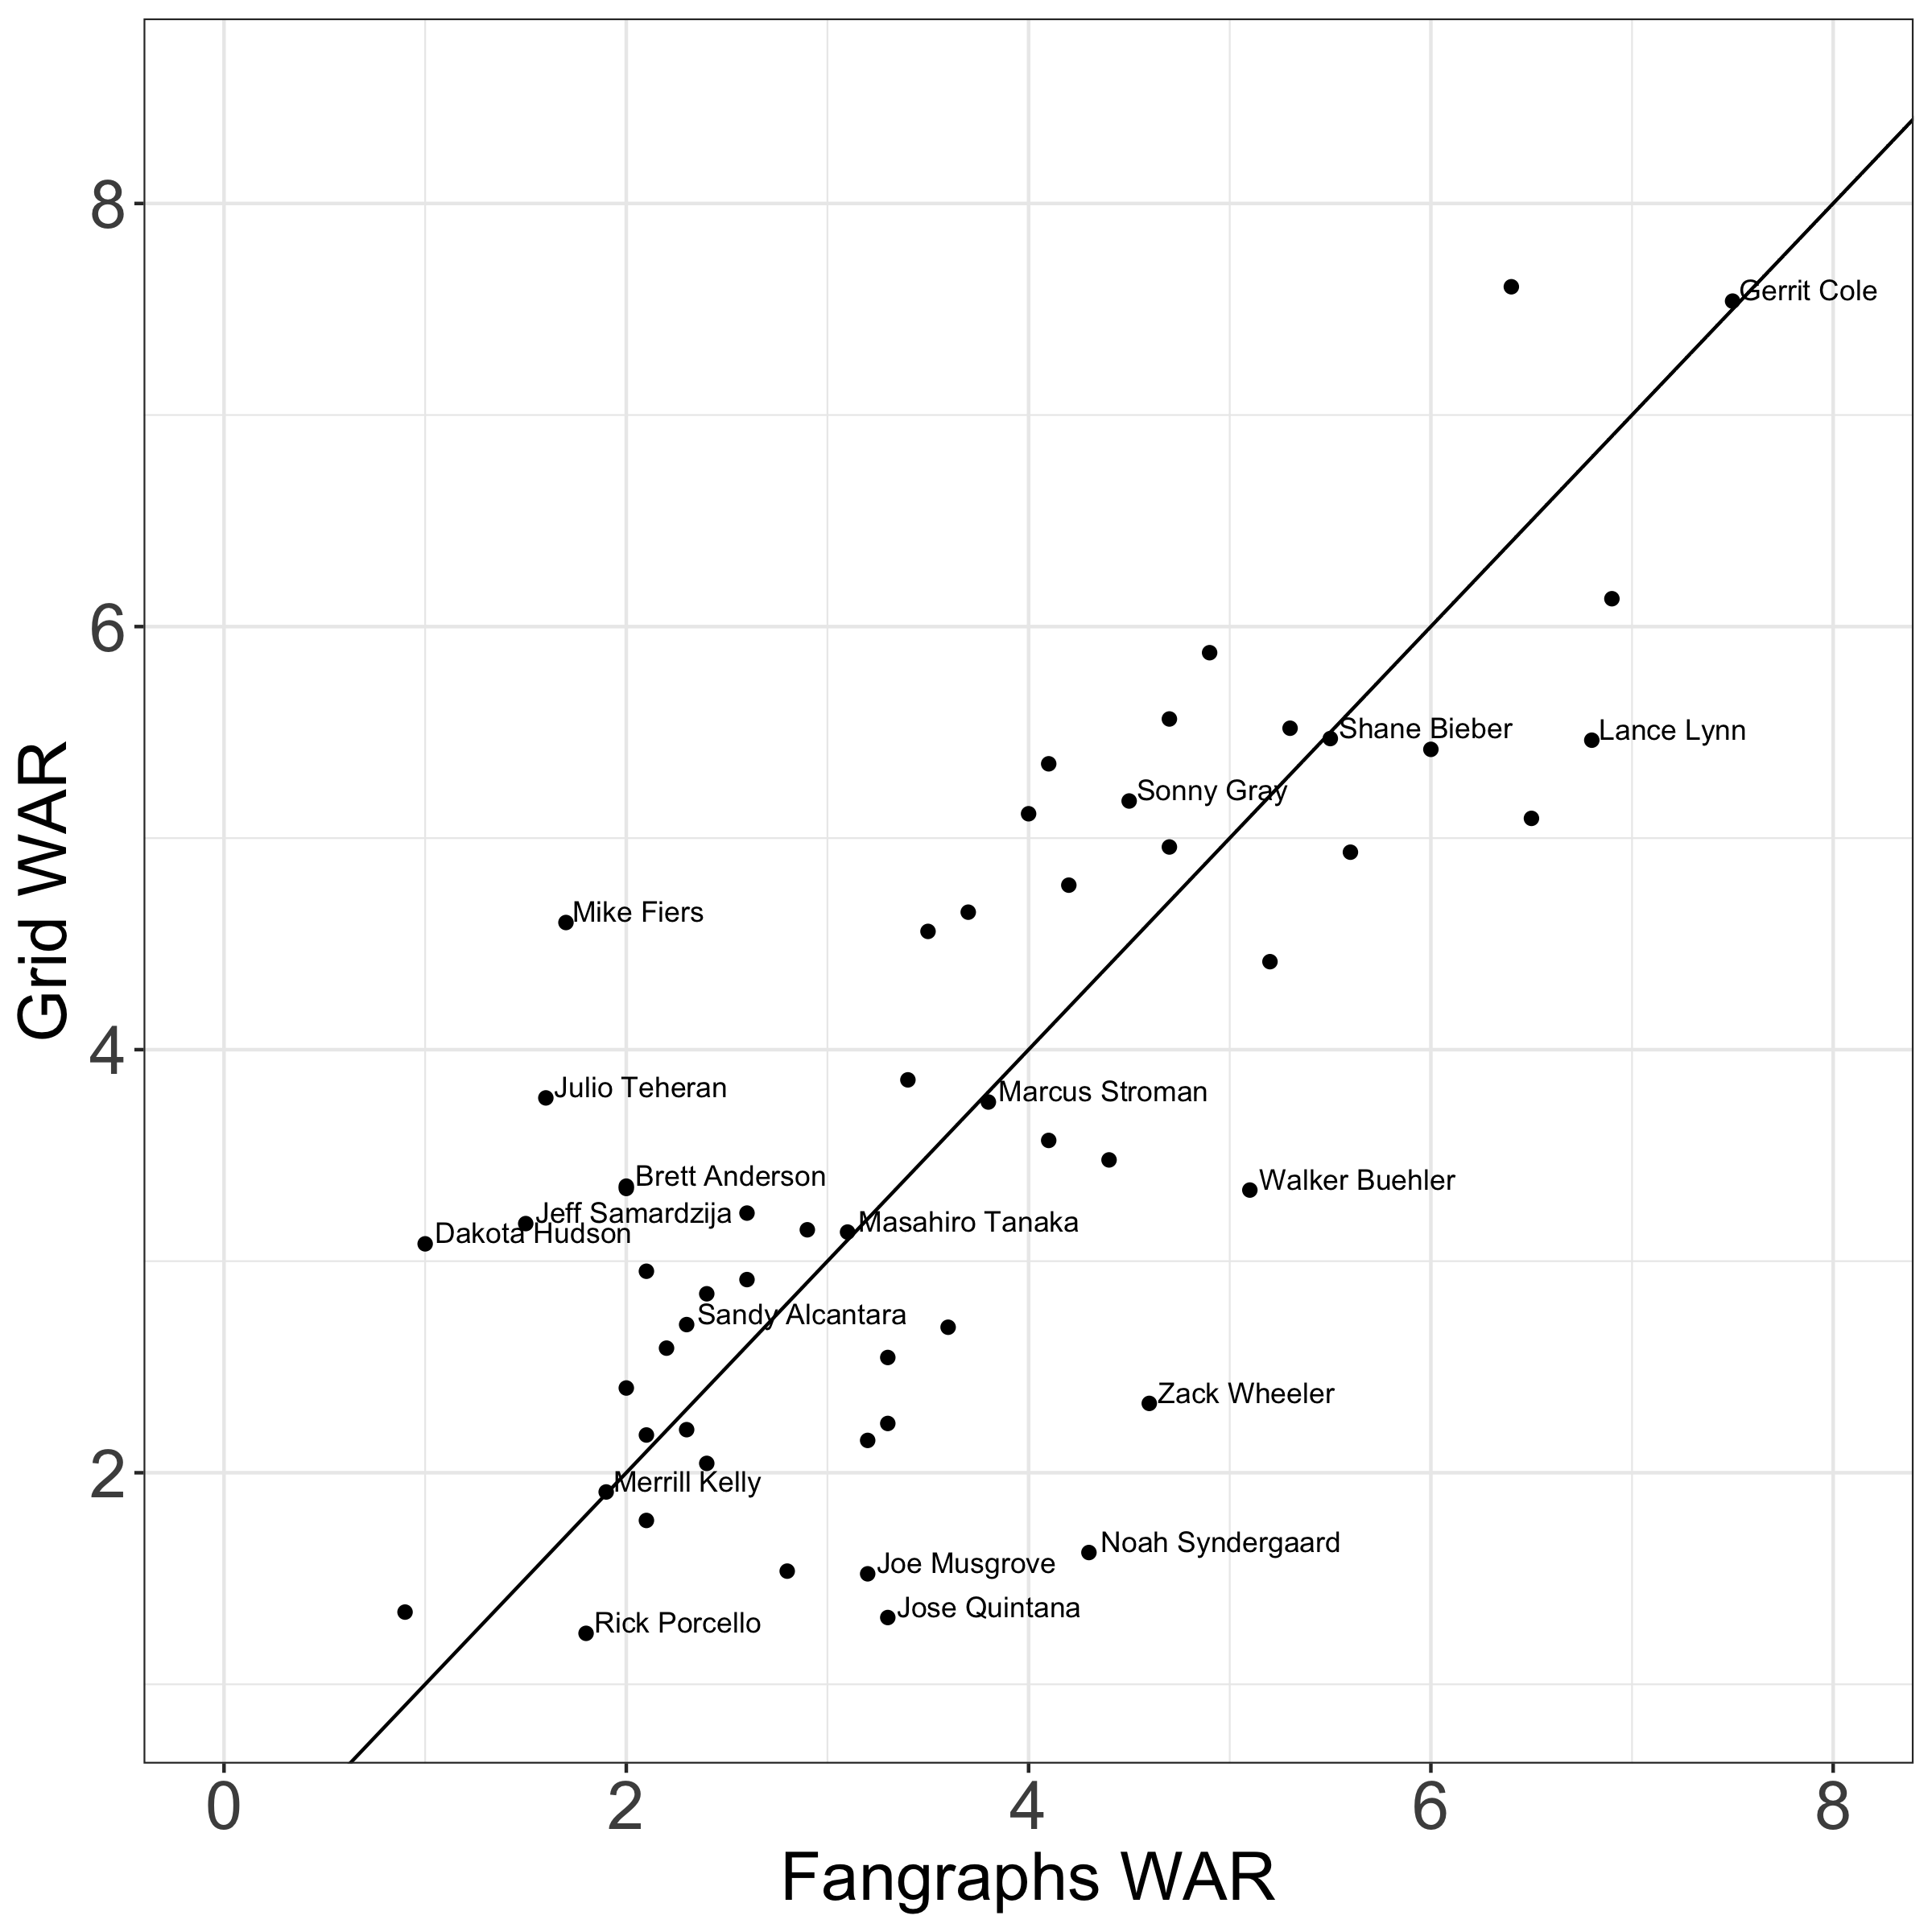 8
Gerrit Cole
6
Shane Bieber
Lance Lynn
Sonny Gray
Mike Fiers
Grid WAR
4
Julio Teheran
Marcus Stroman
Brett Anderson
Walker Buehler
Jeff Samardzija
Masahiro Tanaka
Dakota Hudson
Sandy Alcantara
Zack Wheeler
2
Merrill Kelly
Noah Syndergaard
Joe Musgrove
Jose Quintana
Rick Porcello
0 2 4 6 8
Fangraphs WAR